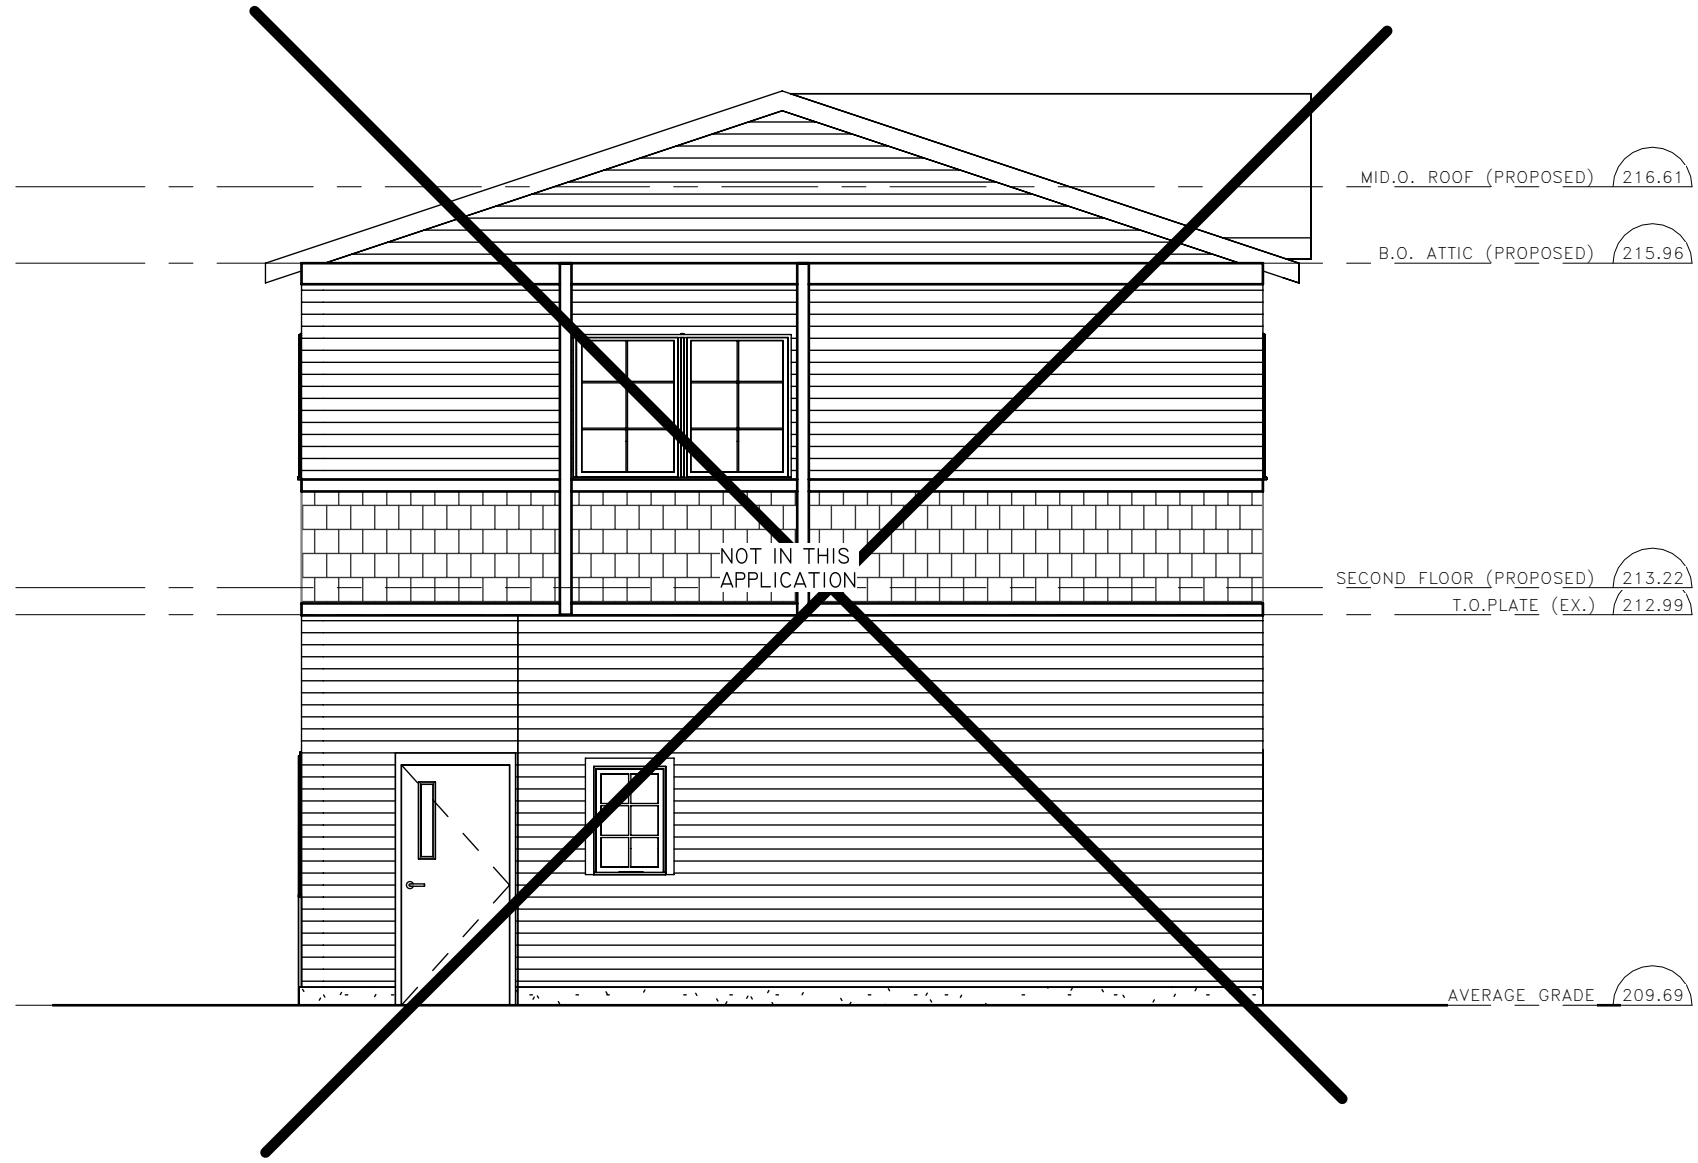 MID.O. ROOF (PROPOSED) 216.61
B.O. ATTIC (PROPOSED) 215.96
NOT IN THIS
APPLICATION
SECOND FLOOR (PROPOSED) 213.22
T.O.PLATE (EX.) 212.99
AVERAGE GRADE 209.69